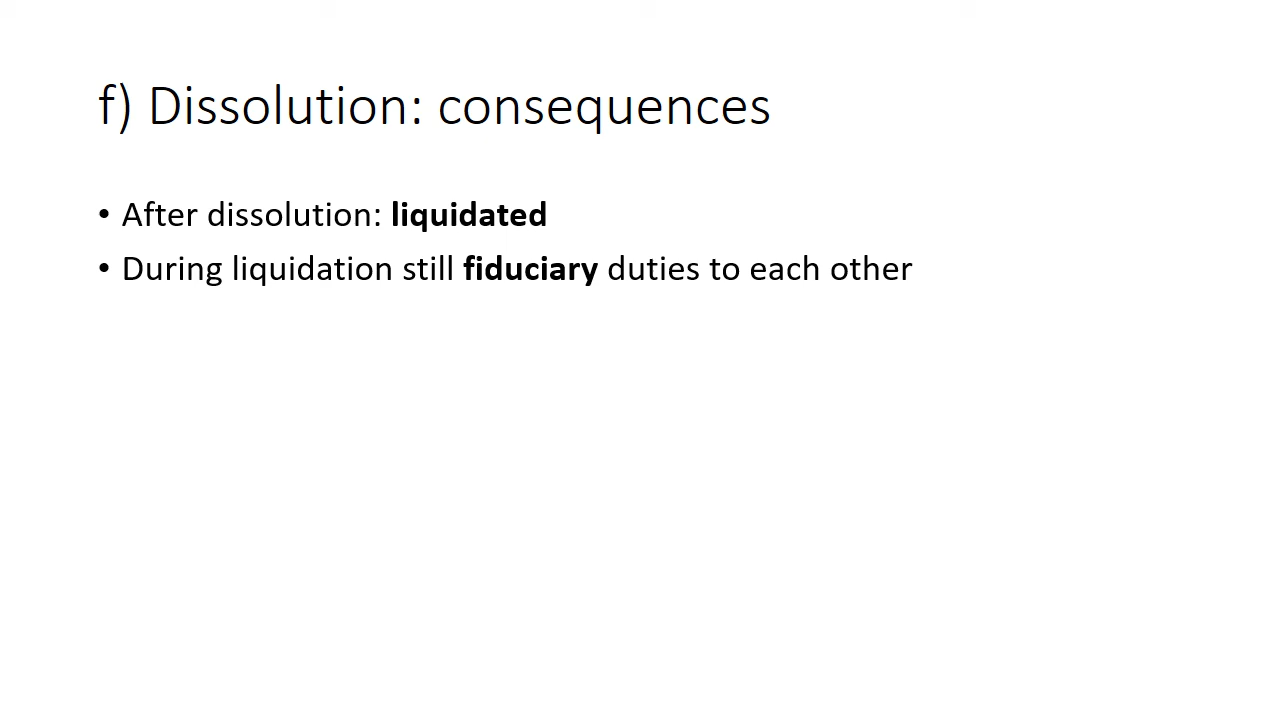 f) Dissolution: consequences
• After dissolution: liquidated
• During liquidation still fiduciary duties to each other